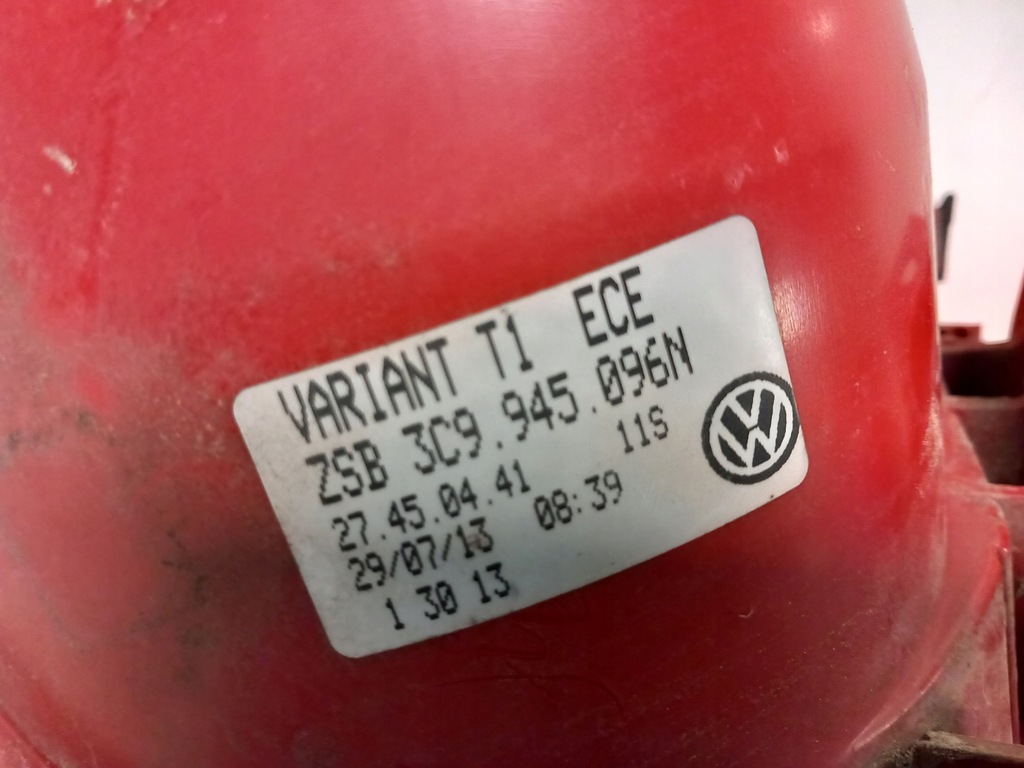 VARIANT T1 ECE
ZSB 3C9.945.096N
27.45.04.41 11S
29/07/13 08:39
1 30 13
VW